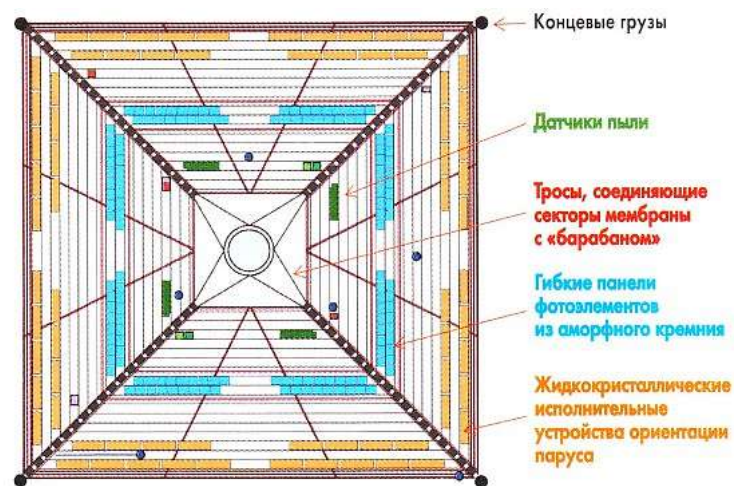 Концевые грузы
Датчики пыли
Тросы, соединяющие
секторы мембраны
с «барабаном»
Гибкие панели
фотоэлементов
из аморфного кремния
Жидкокристаллические
исполнительные
устройства ориентации
паруса